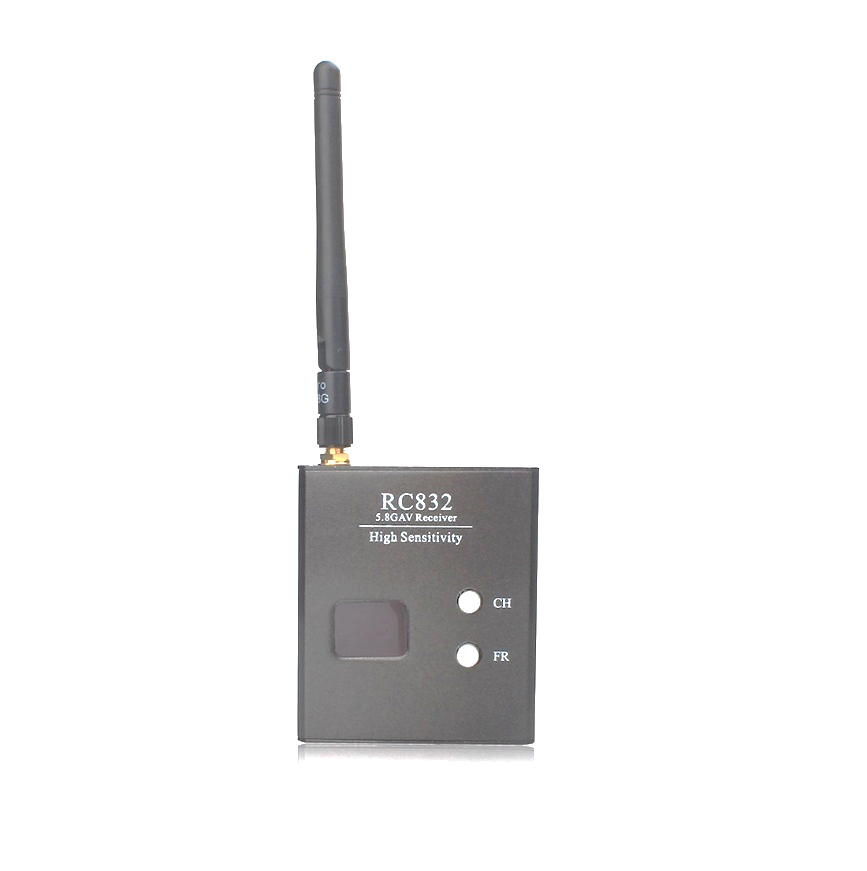 RC832
5.8GAV Receiver
High Sensitivity
CH
FR